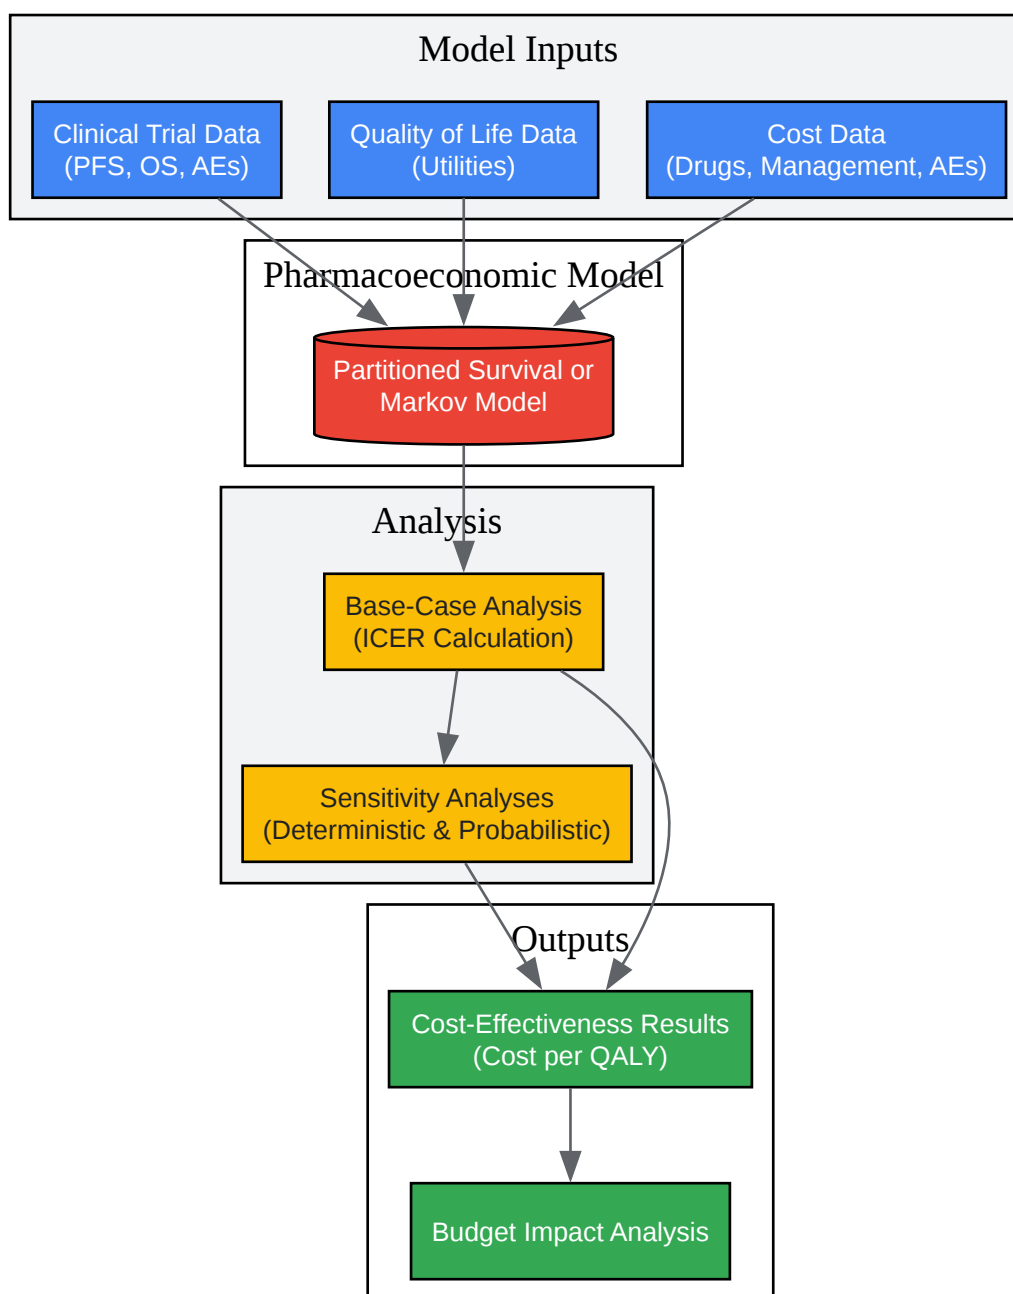 Model Inputs
Clinical Trial Data
(PFS, OS, AEs)
Quality of Life Data
(Utilities)
Cost Data
(Drugs, Management, AEs)
Pharmacoeconomic Model
Partitioned Survival or
Markov Model
Analysis
Base-Case Analysis
(ICER Calculation)
Sensitivity Analyses
(Deterministic & Probabilistic)
Outputs
Cost-Effectiveness Results
(Cost per QALY)
Budget Impact Analysis